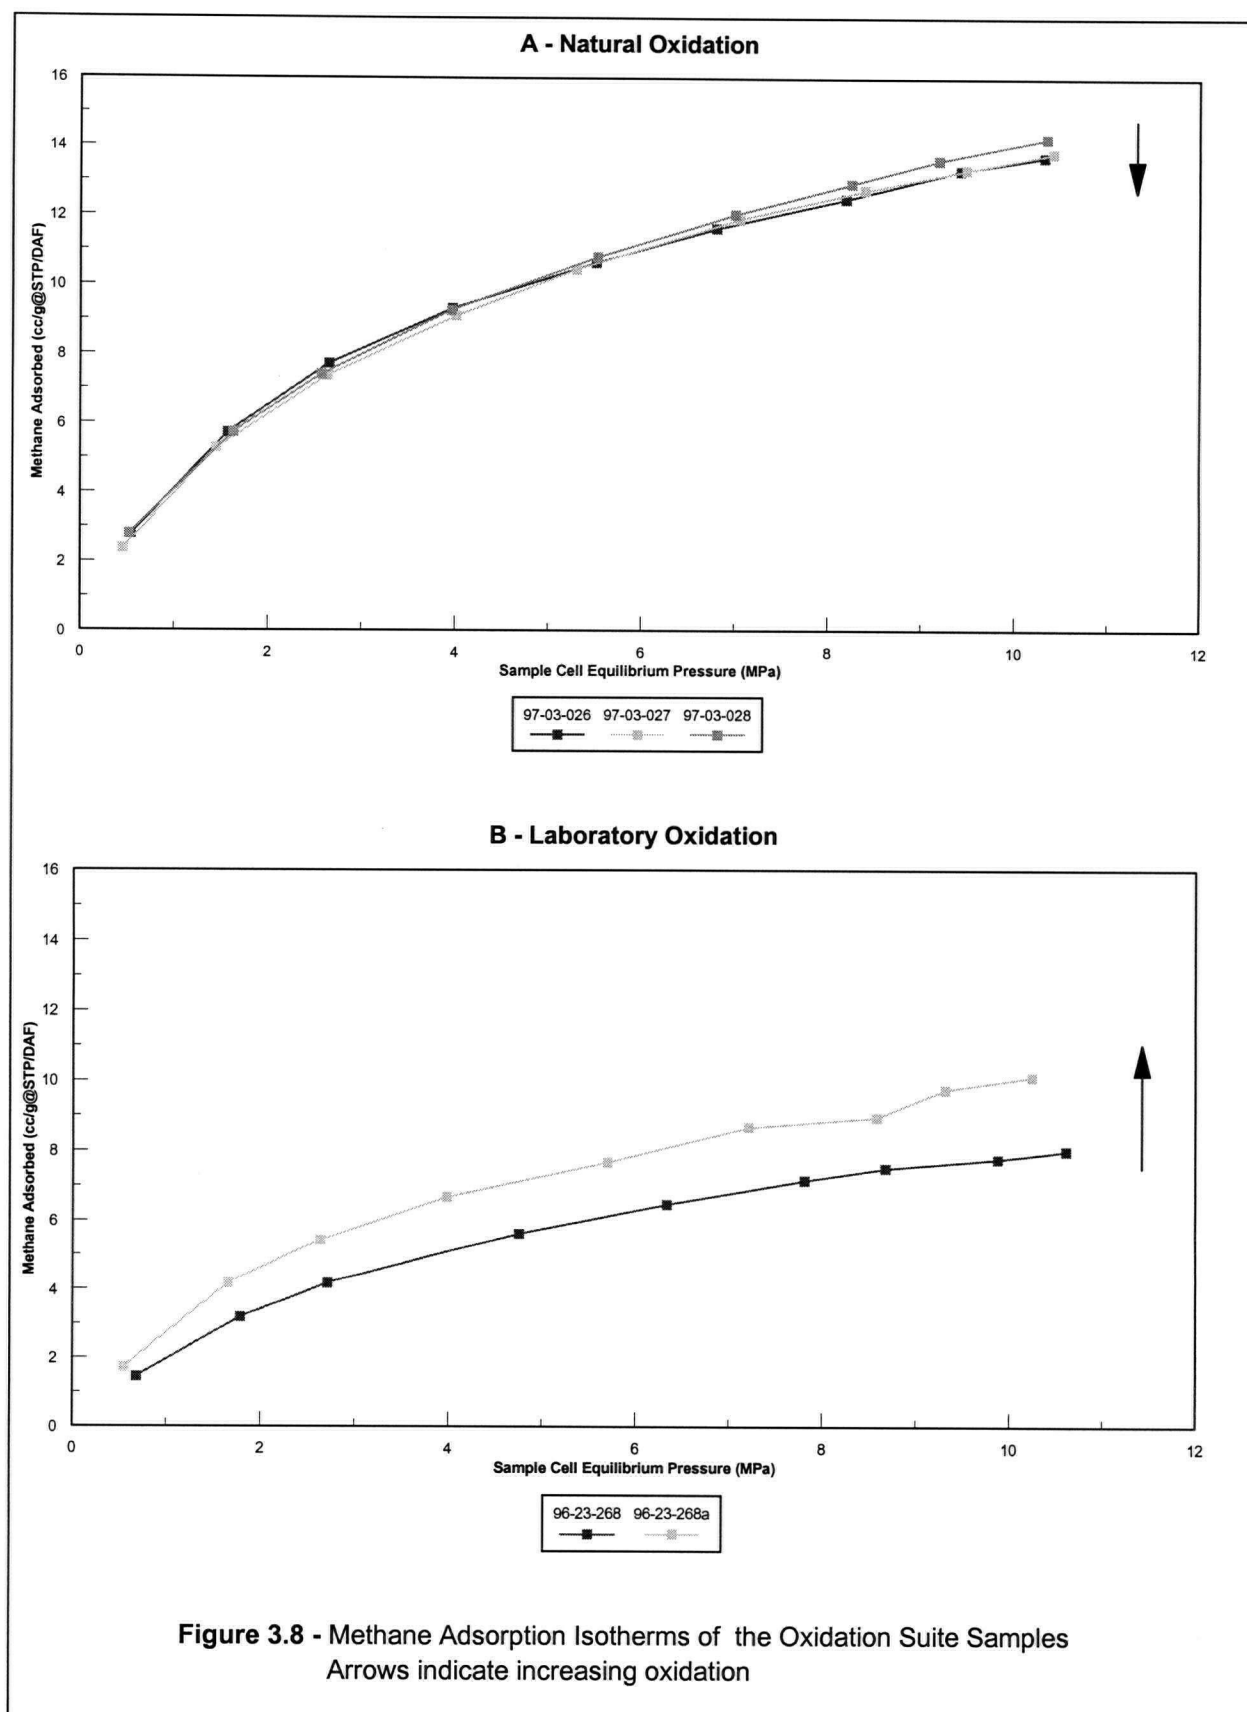 A - Natural Oxidation
16
14
12
10
8
6
4
2
0
Methane Adsorbed (cc/g@STP/DAF)
0 2 4 6 8 10 12
Sample Cell Equilibrium Pressure (MPa)
97-03-026 97-03-027 97-03-028
B - Laboratory Oxidation
16
14
12
10
8
6
4
2
0
Methane Adsorbed (cc/g@STP/DAF)
0 2 4 6 8 10 12
Sample Cell Equilibrium Pressure (MPa)
96-23-268 96-23-268a
Figure 3.8 - Methane Adsorption Isotherms of the Oxidation Suite Samples
Arrows indicate increasing oxidation